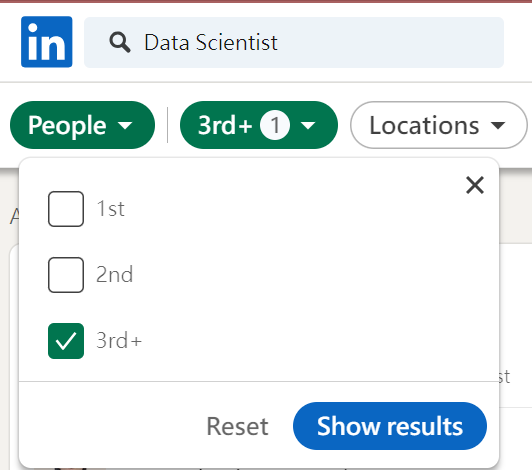 in
Data Scientist
People
3rd+ 1
Locations
1st
2nd
3rd+
Reset
Show results